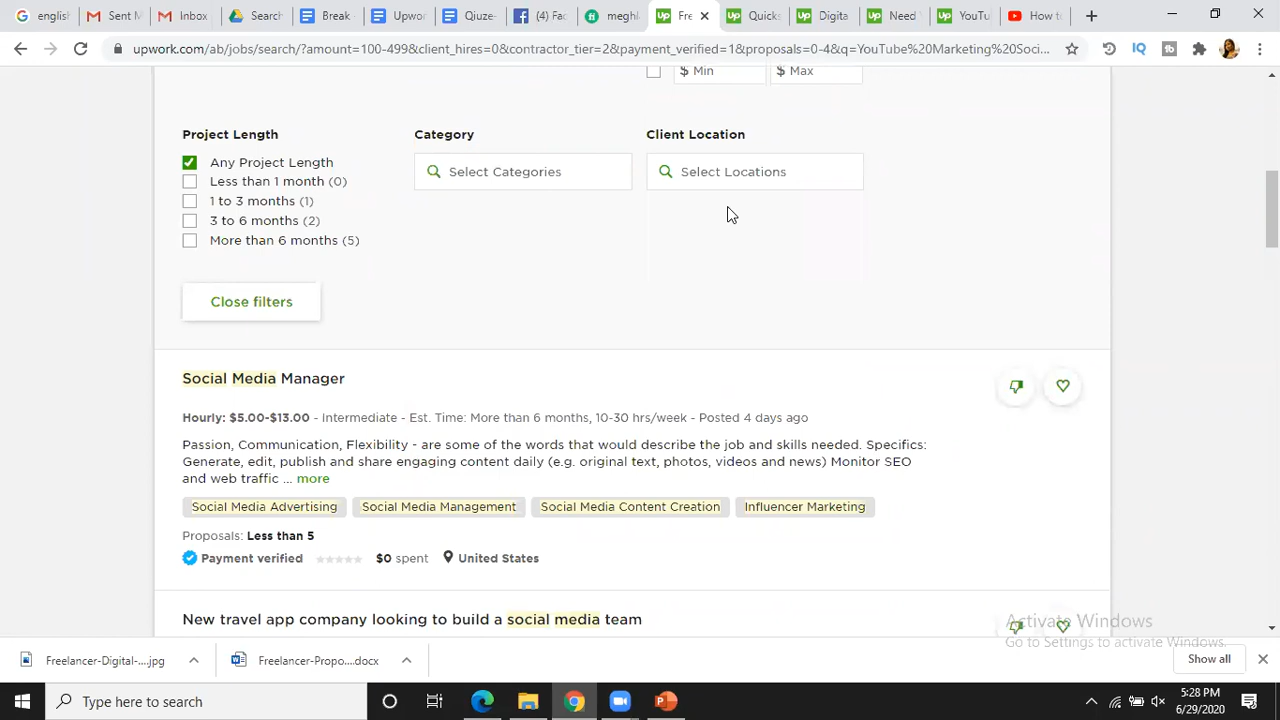 english
Sent M
Inbox
Search
Break
Upwor
Qiuze-
(4) Fac
meghi
Fre
Quicks
Digita
Need
YouTu
How to
upwork.com/ab/jobs/search/?amount=100-499&client_hires=0&contractor_tier=2&payment_verified=1&proposals=0-4&q=YouTube%20Marketing%20Soci...
$ Min $ Max
Project Length Category Client Location
Any Project Length Select Categories Select Locations
Less than 1 month (0)
1 to 3 months (1)
3 to 6 months (2)
More than 6 months (5)
Close filters
Social Media Manager
Hourly: $5.00-$13.00 - Intermediate - Est. Time: More than 6 months, 10-30 hrs/week - Posted 4 days ago
Passion, Communication, Flexibility - are some of the words that would describe the job and skills needed. Specifics:
Generate, edit, publish and share engaging content daily (e.g. original text, photos, videos and news) Monitor SEO
and web traffic ... more
Social Media Advertising Social Media Management Social Media Content Creation Influencer Marketing
Proposals: Less than 5
Payment verified $0 spent United States
New travel app company looking to build a social media team
Activate Windows
Go to Settings to activate Windows.
Freelancer-Digital-....jpg Freelancer-Propo....docx Show all
Type here to search
5:28 PM
6/29/2020